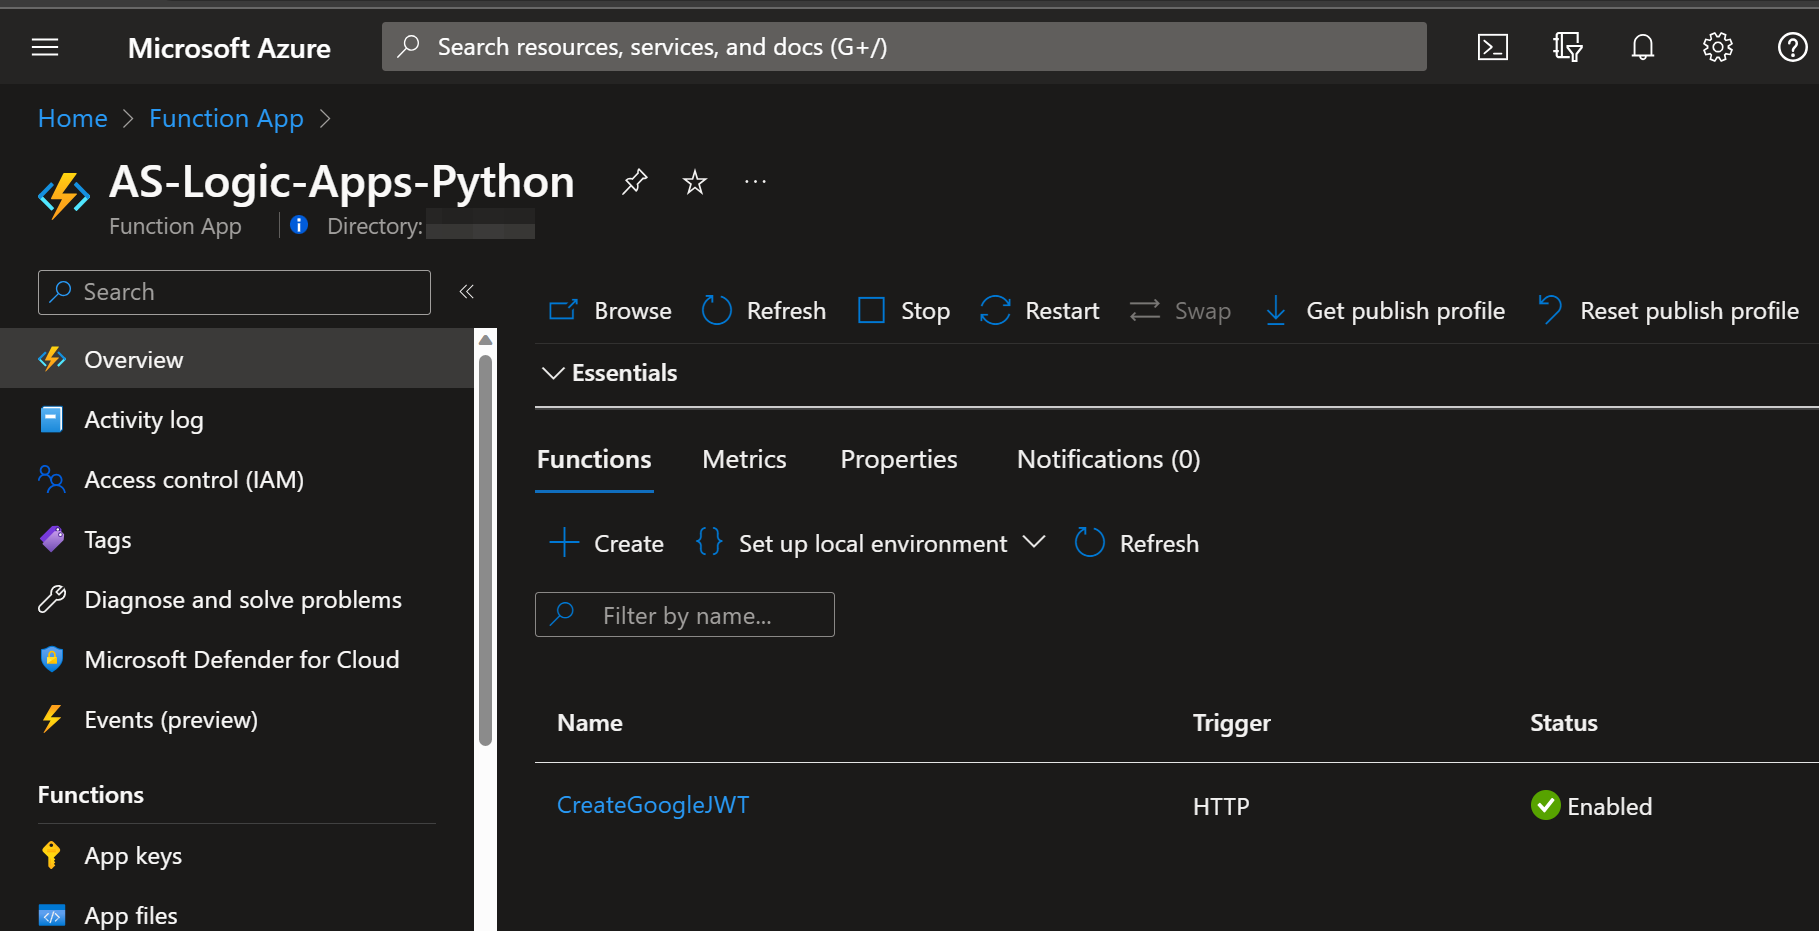 Microsoft Azure
Search resources, services, and docs (G+/)
Home > Function App >
AS-Logic-Apps-Python
Function App
Directory:
Search
Overview
Activity log
Access control (IAM)
Tags
Diagnose and solve problems
Microsoft Defender for Cloud
Events (preview)
Functions
App keys
App files
Browse Refresh Stop Restart Swap Get publish profile Reset publish profile
Essentials
Functions Metrics Properties Notifications (0)
Create Set up local environment Refresh
Filter by name...
Name Trigger Status
CreateGoogleJWT HTTP Enabled